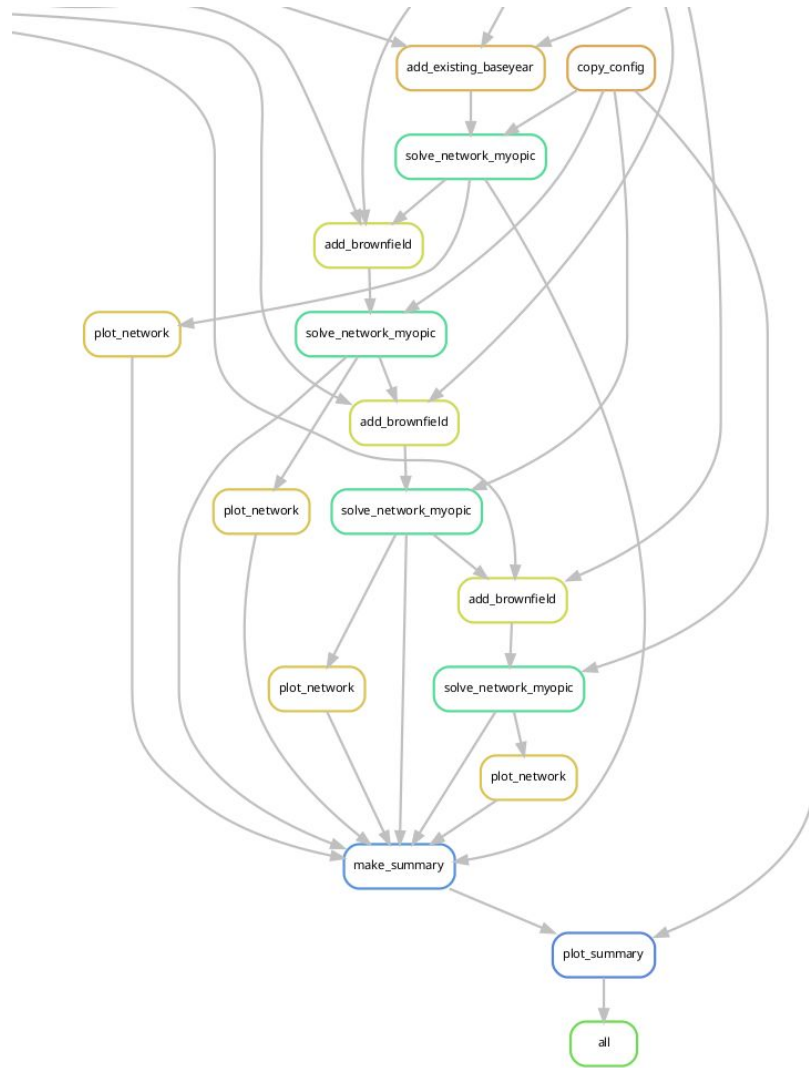 add_existing_baseyear
copy_config
solve_network_myopic
add_brownfield
plot_network
solve_network_myopic
add_brownfield
plot_network
solve_network_myopic
add_brownfield
plot_network
solve_network_myopic
plot_network
make_summary
plot_summary
all